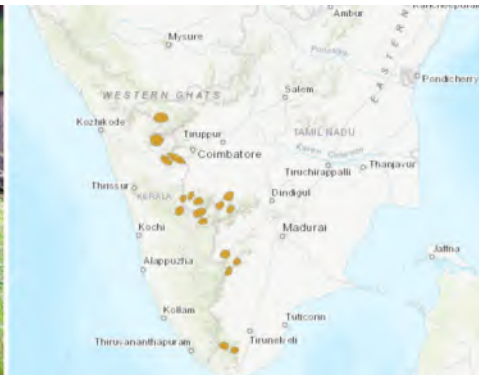 Ambur
Mysure
EASTERN
Pondicherry
Salem
WESTERN GHATS
Kozhikode
Tiruppur
TAMIL NADU
Coimbatore
Tiruchirappalli
Thanjavur
Thrissur
KERALA
Dindigul
Kochi
Madurai
Jaffna
Alappuzha
Kollam
Tuticorin
Thiruvananthapuram
Tirunelveli